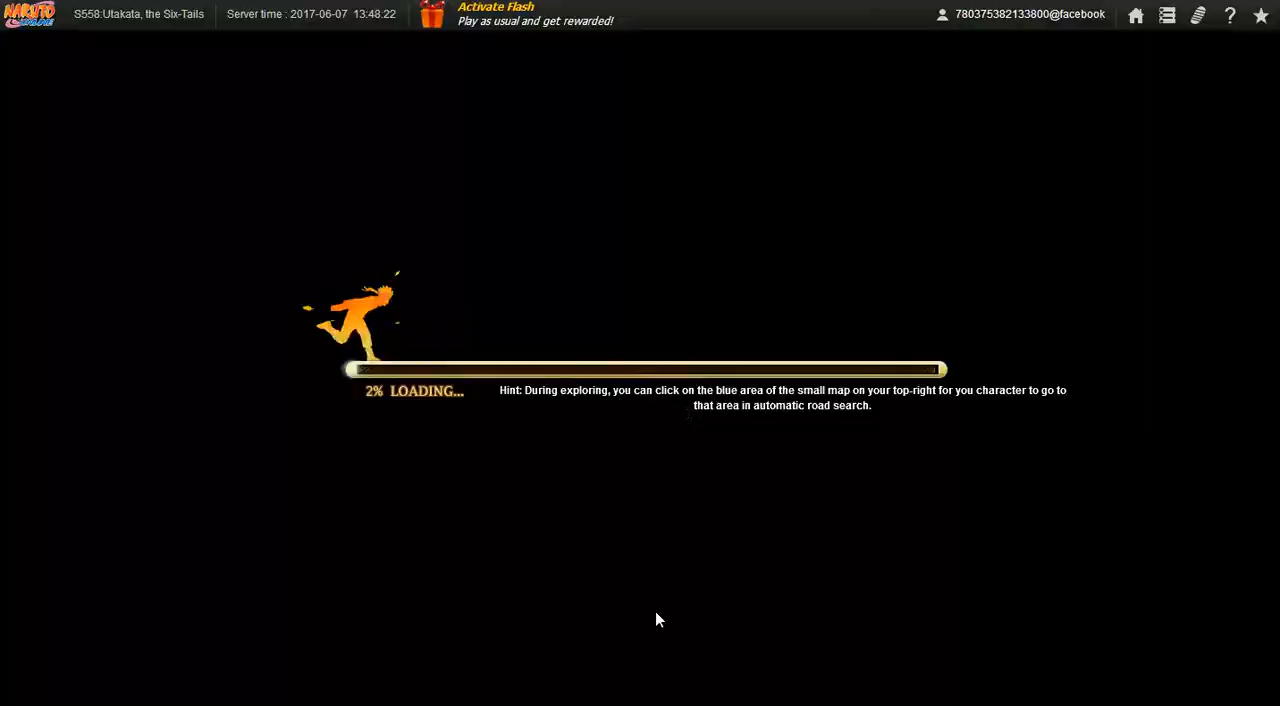 NARUTO ONLINE
S558:Utakata, the Six-Tails
Server time : 2017-06-07 13:48:22
Activate Flash
Play as usual and get rewarded!
780375382133800@facebook
?
2% LOADING...
Hint: During exploring, you can click on the blue area of the small map on your top-right for you character to go to
that area in automatic road search.